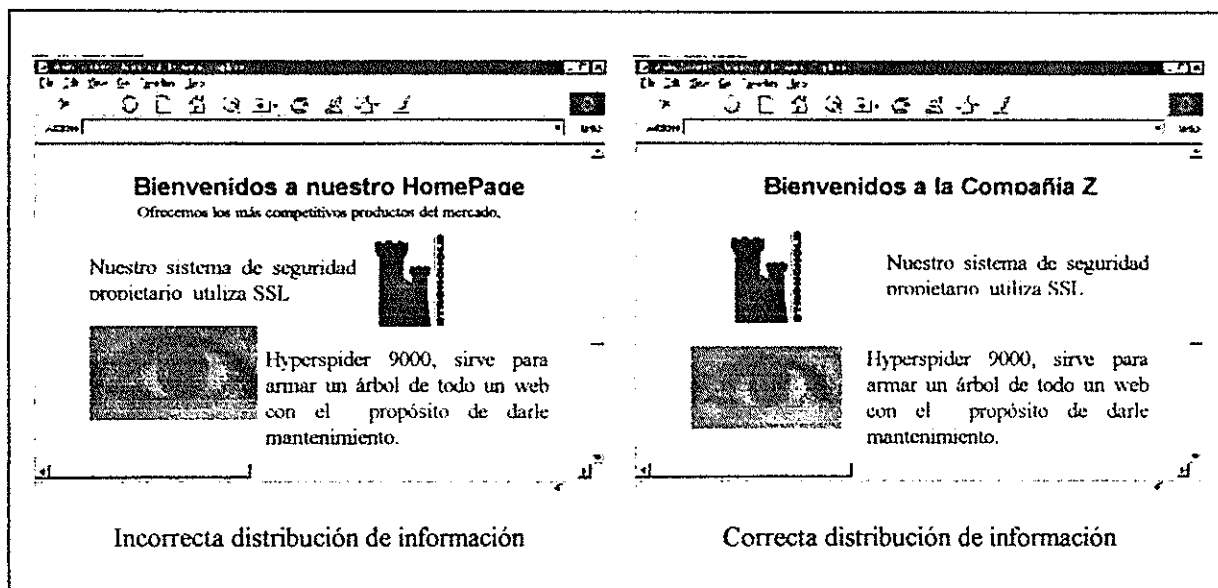 Bienvenidos a nuestro HomePage
Ofrecemos los más competitivos productos del mercado.
Nuestro sistema de seguridad
propietario utiliza SSL
STRONGHOLD
Hyperspider 9000, sirve para
armar un árbol de todo un web
con el propósito de darle
mantenimiento.
Incorrecta distribución de información
Bienvenidos a la Compañia Z
STRONGHOLD
Nuestro sistema de seguridad
propietario utiliza SSL
Hyperspider 9000, sirve para
armar un árbol de todo un web
con el propósito de darle
mantenimiento.
Correcta distribución de información